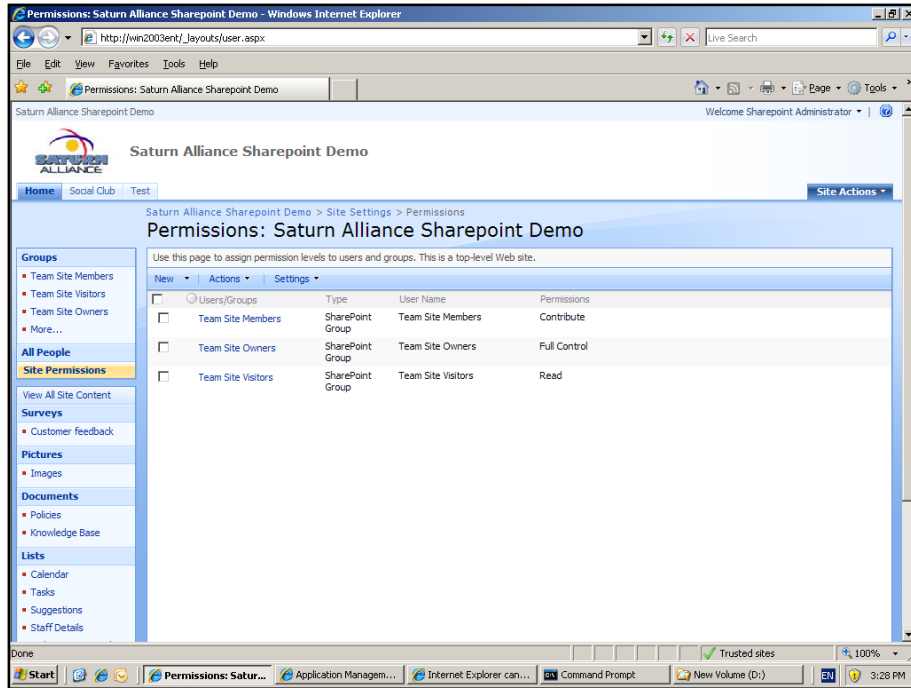 Permissions: Saturn Alliance Sharepoint Demo - Windows Internet Explorer
http://win2003ent/_layouts/user.aspx
Live Search
File Edit View Favorites Tools Help
Permissions: Saturn Alliance Sharepoint Demo
Page Tools
Saturn Alliance Sharepoint Demo
Welcome Sharepoint Administrator
SATURN
ALLIANCE
Saturn Alliance Sharepoint Demo
Home Social Club Test
Site Actions
Saturn Alliance Sharepoint Demo > Site Settings > Permissions
Permissions: Saturn Alliance Sharepoint Demo
Groups
Team Site Members
Team Site Visitors
Team Site Owners
More...
All People
Site Permissions
View All Site Content
Surveys
Customer feedback
Pictures
Images
Documents
Policies
Knowledge Base
Lists
Calendar
Tasks
Suggestions
Staff Details
Use this page to assign permission levels to users and groups. This is a top-level Web site.
New Actions Settings
Users/Groups Type User Name Permissions
Team Site Members SharePoint Group Team Site Members Contribute
Team Site Owners SharePoint Group Team Site Owners Full Control
Team Site Visitors SharePoint Group Team Site Visitors Read
Done
Trusted sites
100%
Start
Permissions: Satur...
Application Managem...
Internet Explorer can...
Command Prompt
New Volume (D:)
EN
3:28 PM